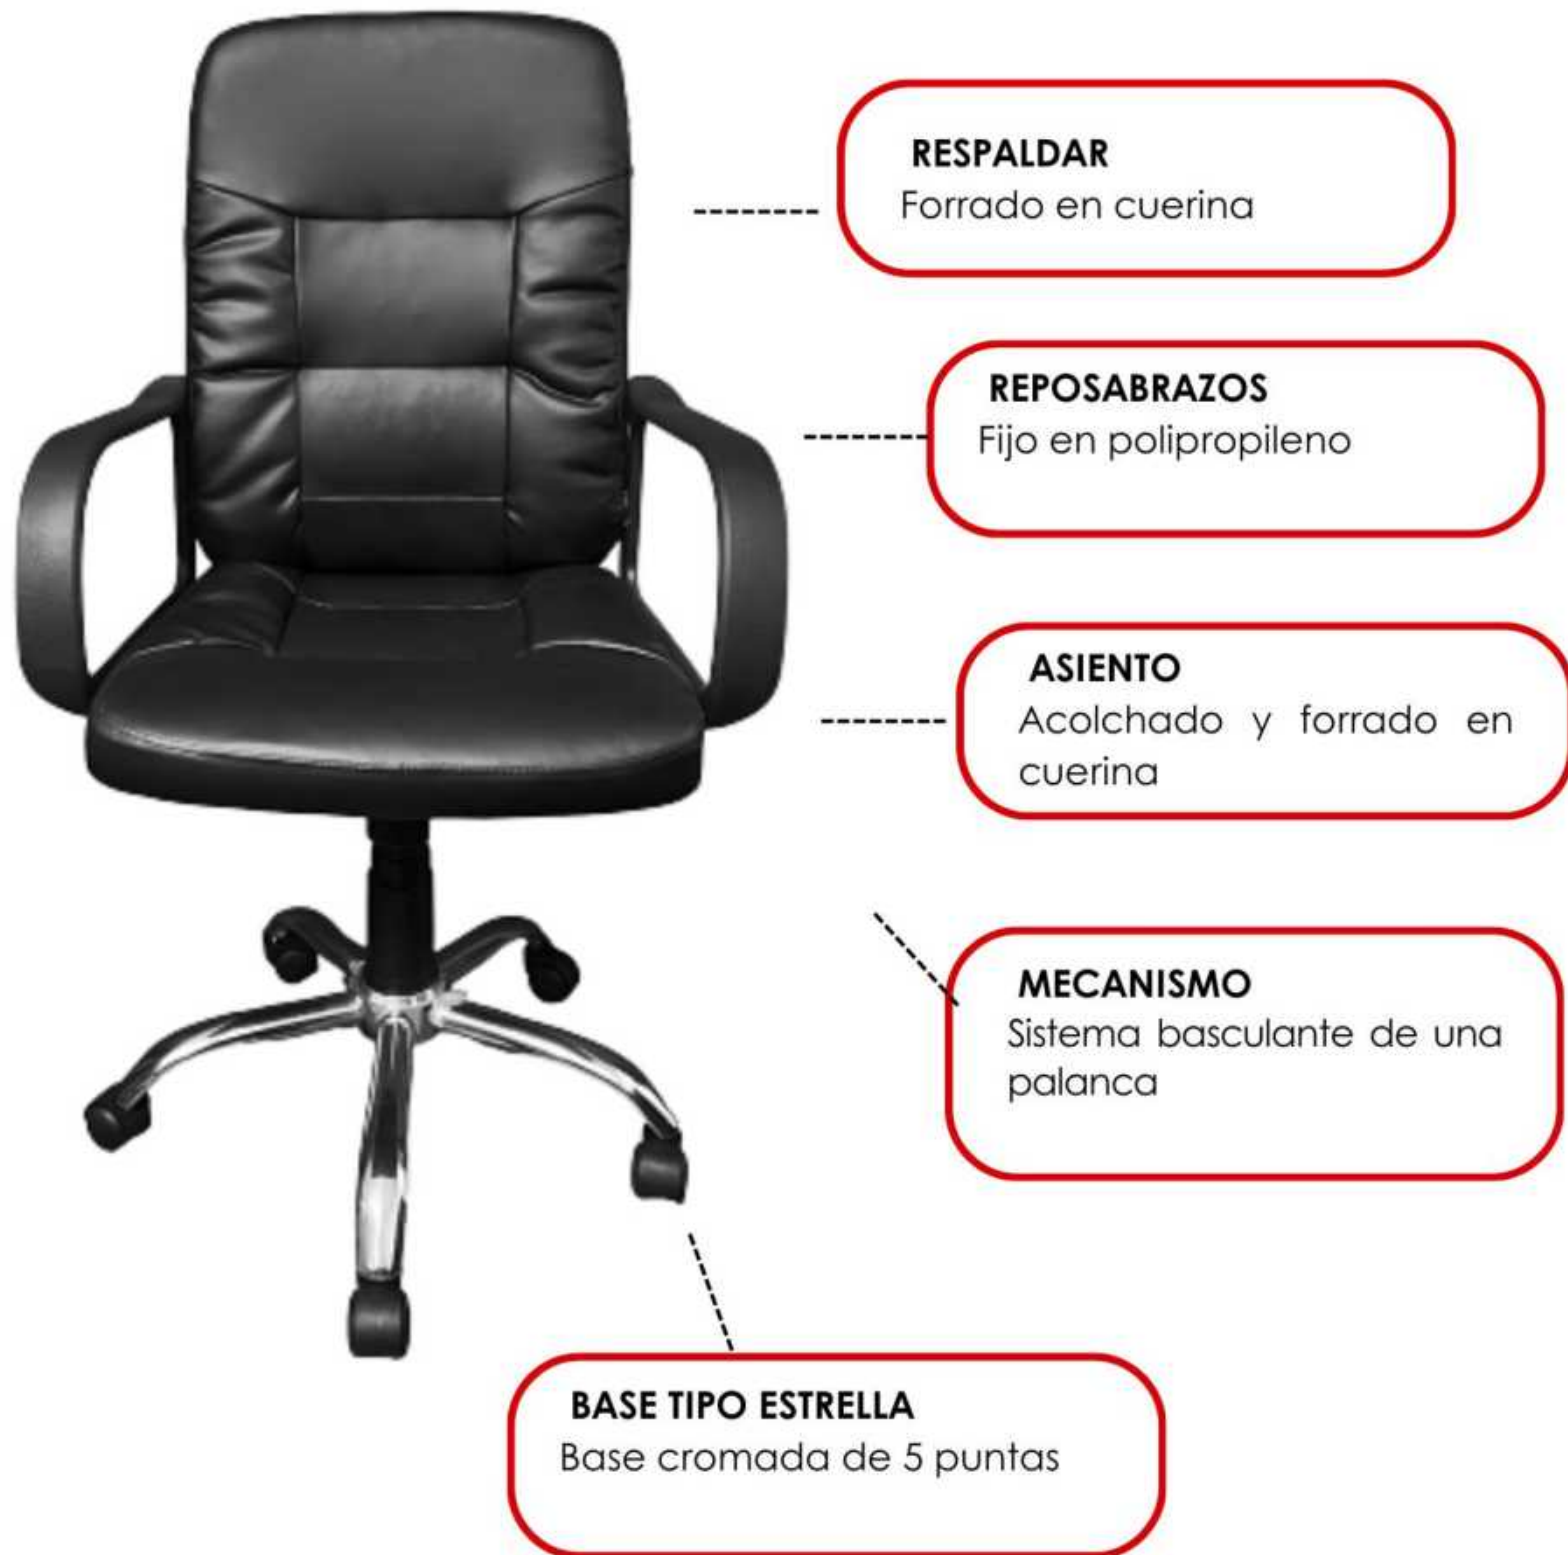 RESPALDAR
Forrado en cuerina
REPOSABRAZOS
Fijo en polipropileno
ASIENTO
Acolchado y forrado en
cuerina
MECANISMO
Sistema basculante de una
palanca
BASE TIPO ESTRELLA
Base cromada de 5 puntas